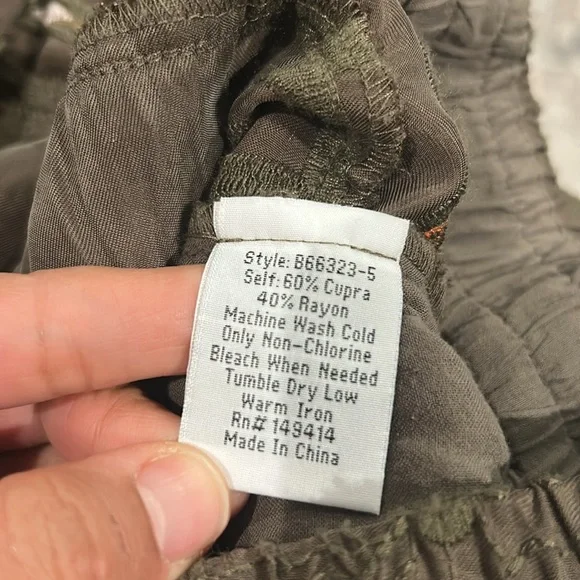 Style: B66323-5
Self: 60% Cupra
40% Rayon
Machine Wash Cold
Only Non-Chlorine
Bleach When Needed
Tumble Dry Low
Warm Iron
Rn# 149414
Made In China